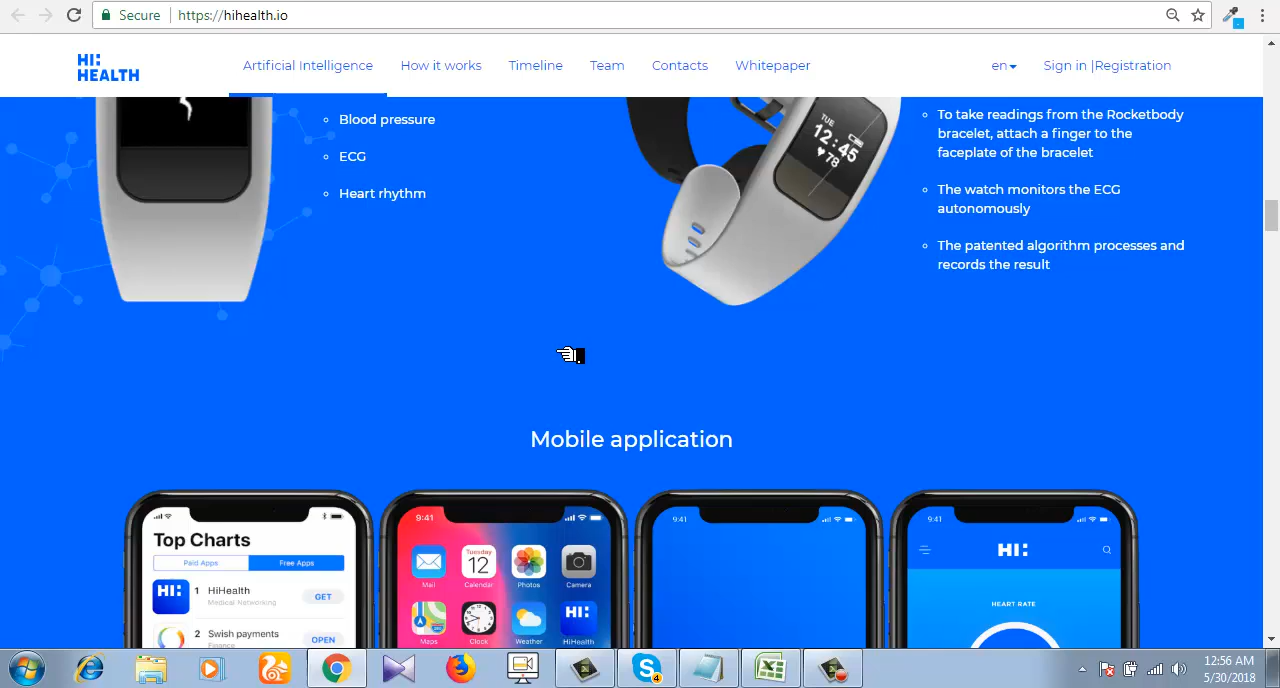 Secure
https://hihealth.io
HI:
HEALTH
Artificial Intelligence
How it works
Timeline
Team
Contacts
Whitepaper
en
Sign in |Registration
Blood pressure
ECG
Heart rhythm
TUE
12:45
78
To take readings from the Rocketbody
bracelet, attach a finger to the
faceplate of the bracelet
The watch monitors the ECG
autonomously
The patented algorithm processes and
records the result
Mobile application
Top Charts
Paid Apps
Free Apps
HI:
1
HiHealth
Medical Networking
GET
2
Swish payments
Finance
OPEN
9:41
Tuesday
12
Mail
Calendar
Photos
Camera
HI:
Maps
Clock
Weather
HiHealth
9:41
9:41
HI:
HEART RATE
4
12:56 AM
5/30/2018